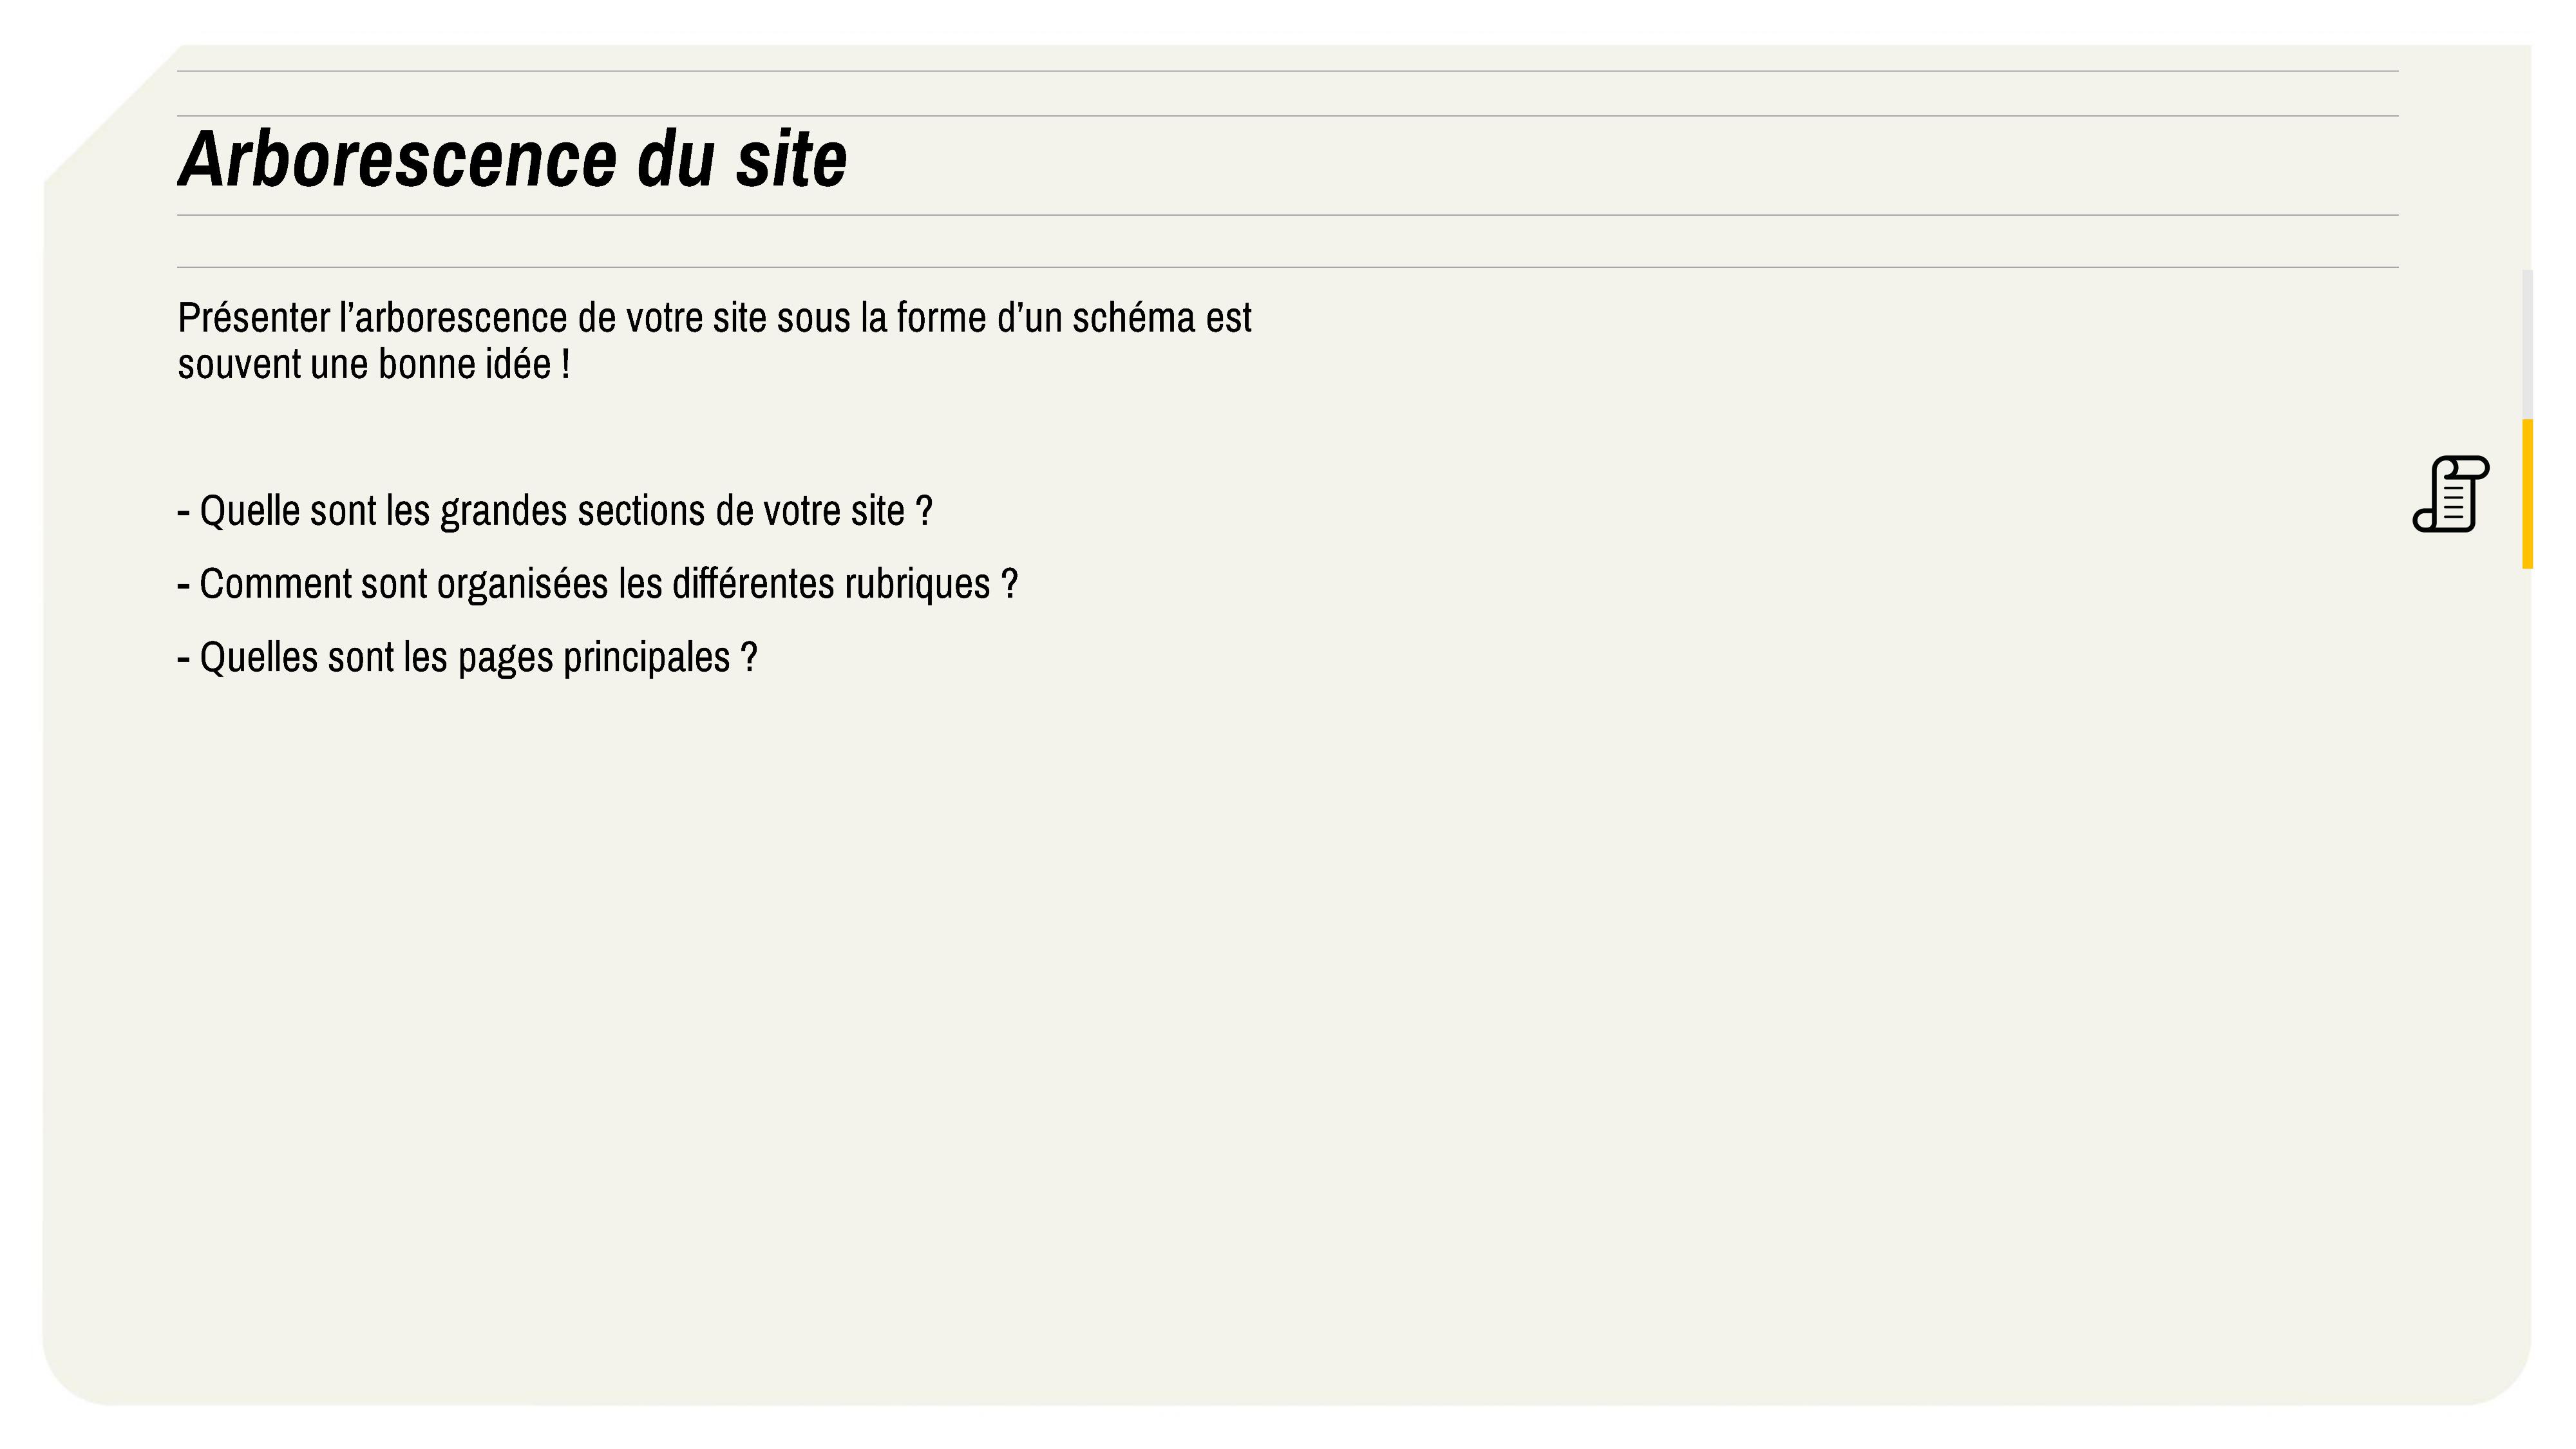 Arborescence du site
Présenter l’arborescence de votre site sous la forme d’un schéma est
souvent une bonne idée !
- Quelle sont les grandes sections de votre site ?
- Comment sont organisées les différentes rubriques ?
- Quelles sont les pages principales ?